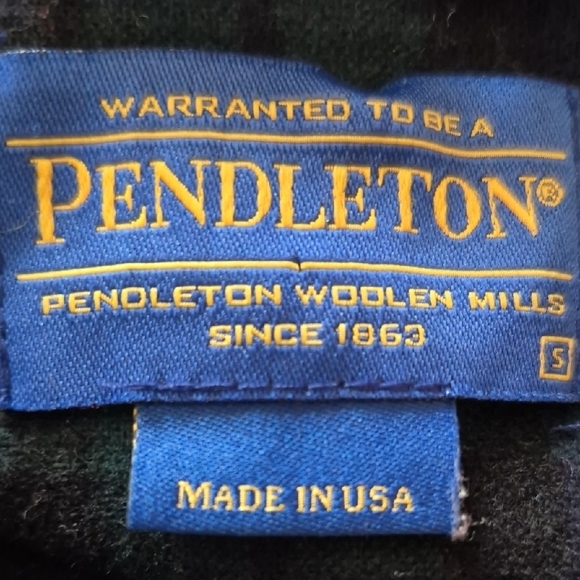 WARRANTED TO BE A
PENDLETON®
PENDLETON WOOLEN MILLS
SINCE 1863
S
MADE IN USA